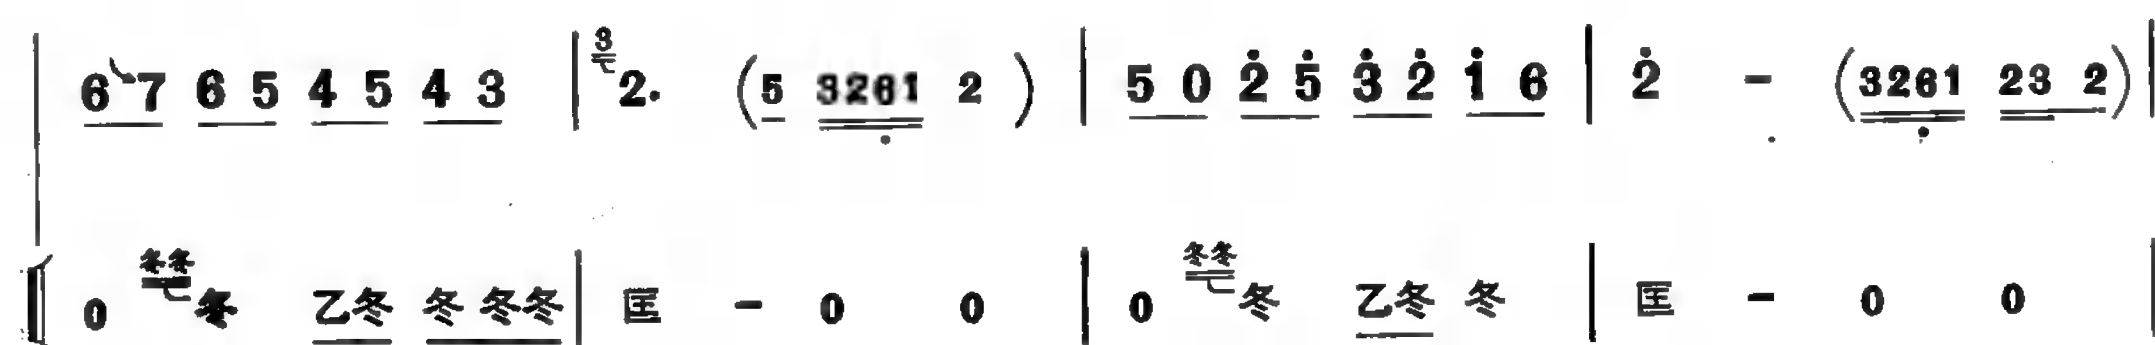 6 7 6 5 4 5 4 3 | 3 2. (5 3261 2) | 5 0 2̇ 5̇ 3̇ 2̇ 1̇ 6 | 2̇ - (3261 23 2) |
0 冬冬 冬 乙冬 冬 冬冬 | 匡 - 0 0 | 0 冬冬 冬 乙冬 冬 | 匡 - 0 0 |